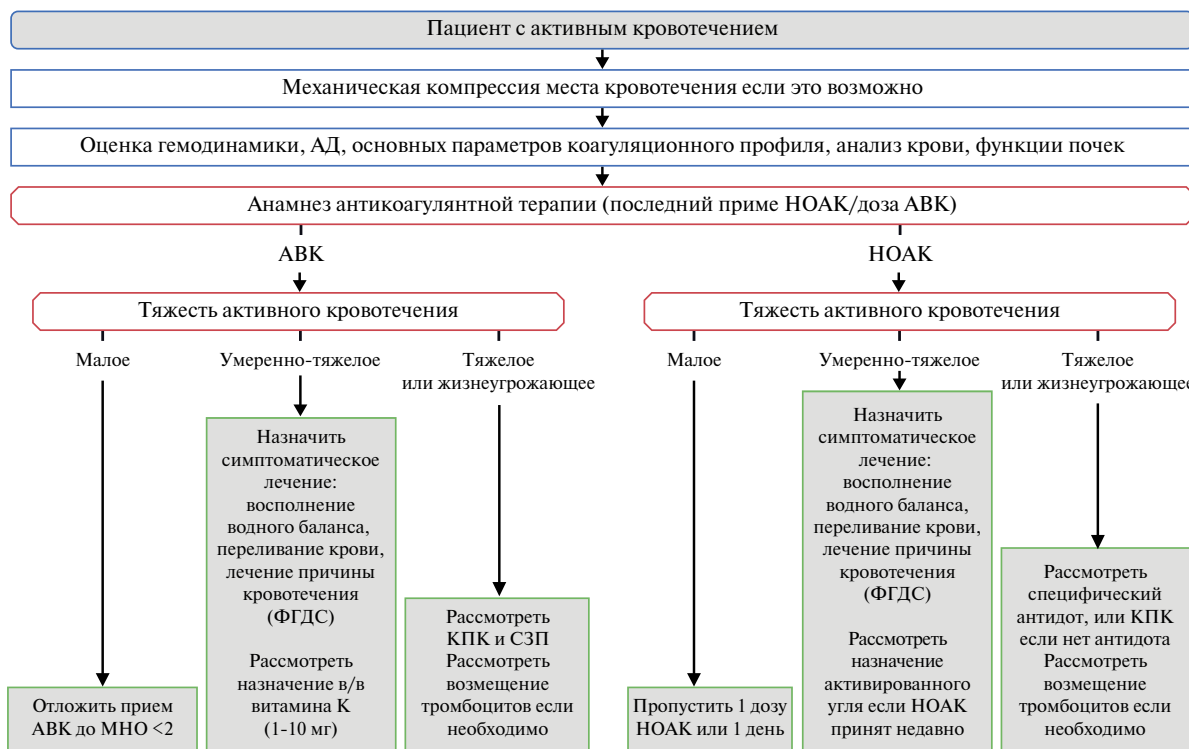 Пациент с активным кровотечением
Механическая компрессия места кровотечения если это возможно
Оценка гемодинамики, АД, основных параметров коагуляционного профиля, анализ крови, функции почек
Анамнез антикоагулянтной терапии (последний приме НОАК/доза АВК)
АВК
НОАК
Тяжесть активного кровотечения
Тяжесть активного кровотечения
Малое
Умеренно-тяжелое
Тяжелое
или жизнеугрожающее
Малое
Умеренно-тяжелое
Тяжелое
или жизнеугрожающее
Отложить прием
АВК до МНО <2
Назначить
симптоматическое
лечение:
восполнение
водного баланса,
переливание крови,
лечение причины
кровотечения
(ФГДС)
Рассмотреть
назначение в/в
витамина К
(1-10 мг)
Рассмотреть
КПК и СЗП
Рассмотреть
возмещение
тромбоцитов если
необходимо
Пропустить 1 дозу
НОАК или 1 день
Назначить
симптоматическое
лечение:
восполнение
водного баланса,
переливание крови,
лечение причины
кровотечения
(ФГДС)
Рассмотреть
назначение
активированного
угля если НОАК
принят недавно
Рассмотреть
специфический
антидот, или КПК
если нет антидота
Рассмотреть
возмещение
тромбоцитов если
необходимо